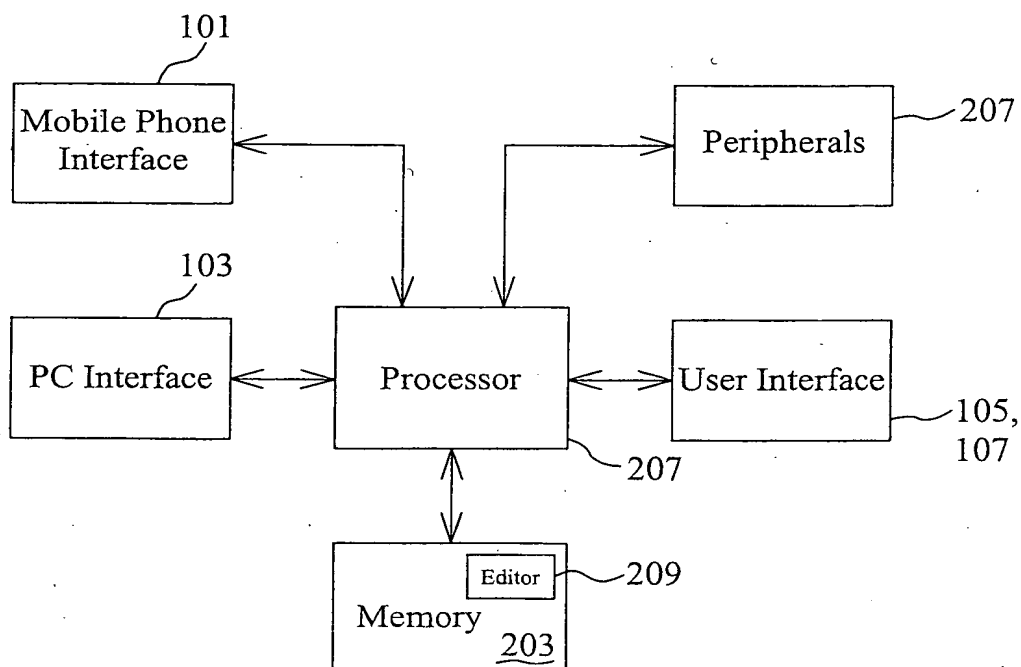 101
Mobile Phone
Interface
Peripherals
207
103
PC Interface
Processor
207
User Interface
105,
107
Editor
209
Memory
203